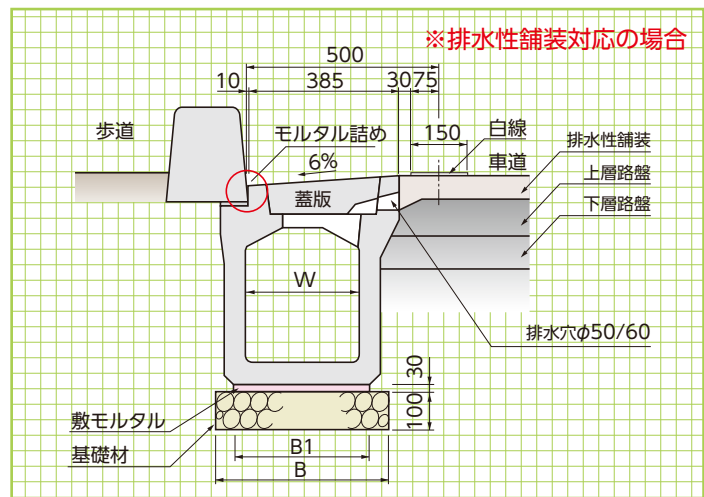 ※排水性舗装対応の場合
500
10 385 30 75
歩道
モルタル詰め
150
白線
排水性舗装
6%
車道
上層路盤
蓋版
下層路盤
W
排水穴φ50/60
30
敷モルタル
100
基礎材
B1
B